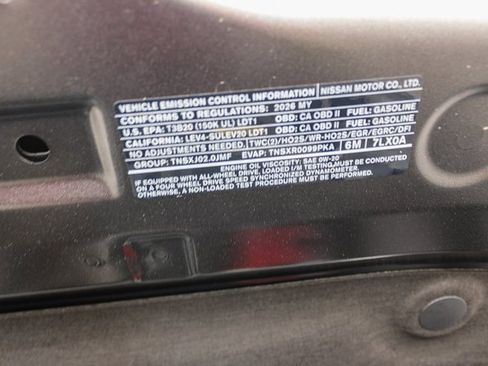 VEHICLE EMISSION CONTROL INFORMATION NISSAN MOTOR CO., LTD.
CONFORMS TO REGULATIONS: 2026 MY
U.S. EPA: T3B20 (150K UL) LDT1 OBD: CA OBD II FUEL: GASOLINE
CALIFORNIA: LEV4-SULEV20 LDT1 OBD: CA OBD II FUEL: GASOLINE
NO ADJUSTMENTS NEEDED. TWC(2)/HO2S/WR-HO2S/EGR/EGRC/DFI
GROUP: TNSXJ02.0JMF EVAP: TNSXR0099PKA 6M 7LX0A
ENGINE OIL VISCOSITY: SAE 0W-20
IF EQUIPPED WITH ALL-WHEEL DRIVE, LOADED I/M TESTING MUST BE CONDUCTED
ON A FOUR WHEEL DRIVE SPEED SYNCHRONIZED DYNAMOMETER.
OTHERWISE, A NON-LOADED TEST MUST BE USED.